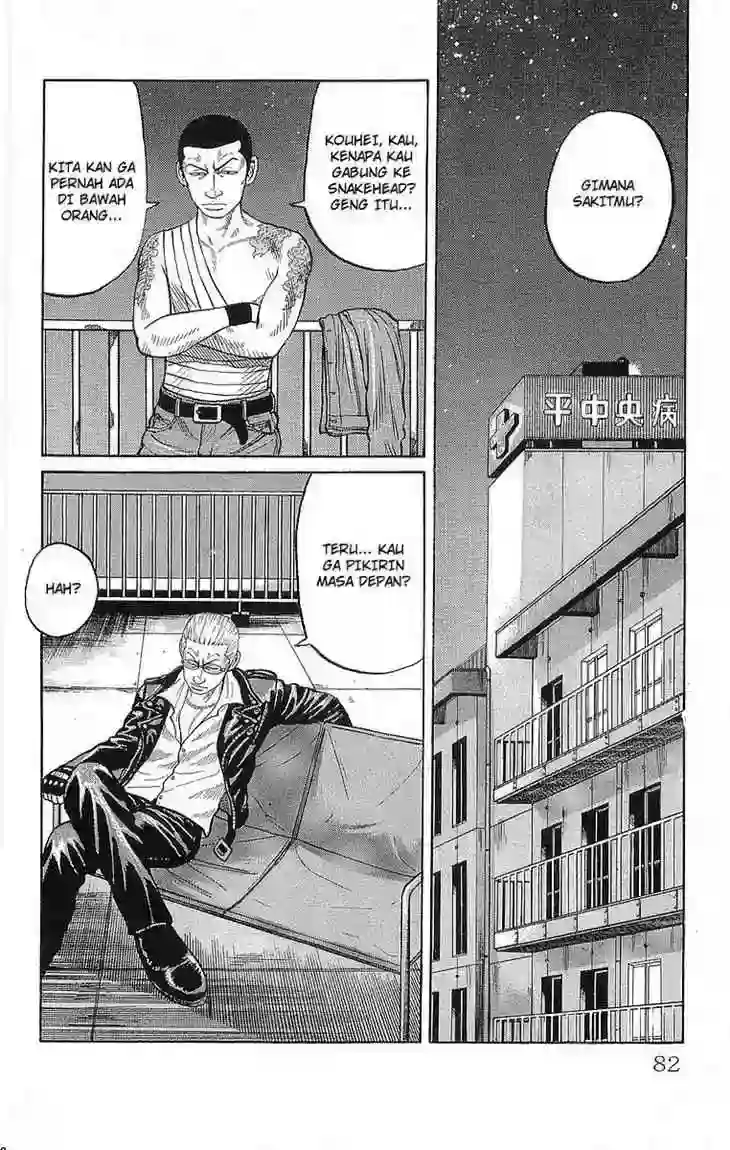 GIMANA
SAKITMU?
平中央病
KOUHEI, KAU,
KENAPA KAU
GABUNG KE
SNAKEHEAD?
GENG ITU...
KITA KAN GA
PERNAH ADA
DI BAWAH
ORANG...
TERU... KAU
GA PIKIRIN
MASA DEPAN?
HAH?
82